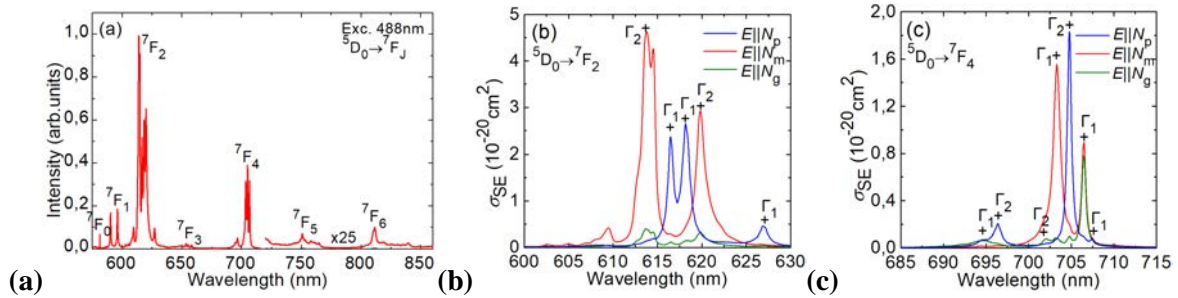 (a)
(a)
Exc. 488nm
⁵D₀→⁷F_J
⁷F₂
⁷F₀
⁷F₁
⁷F₃
⁷F₄
⁷F₅
⁷F₆
x25
Intensity (arb.units)
1,0
0,8
0,6
0,4
0,2
0,0
600 650 700 750 800 850
Wavelength (nm)
(b)
(b)
Γ₂
⁵D₀→⁷F₂
E||Nₚ
E||Nₘ
E||N_g
Γ₁ Γ₁ Γ₂
Γ₁
σSE (10⁻²⁰cm²)
5
4
3
2
1
0
600 605 610 615 620 625 630
Wavelength (nm)
(c)
(c)
Γ₂
⁵D₀→⁷F₄
Γ₁
E||Nₚ
E||Nₘ
E||N_g
Γ₁
Γ₁ Γ₂
Γ₂
Γ₁
σSE (10⁻²⁰cm²)
2,0
1,6
1,2
0,8
0,4
0,0
685 690 695 700 705 710 715
Wavelength (nm)